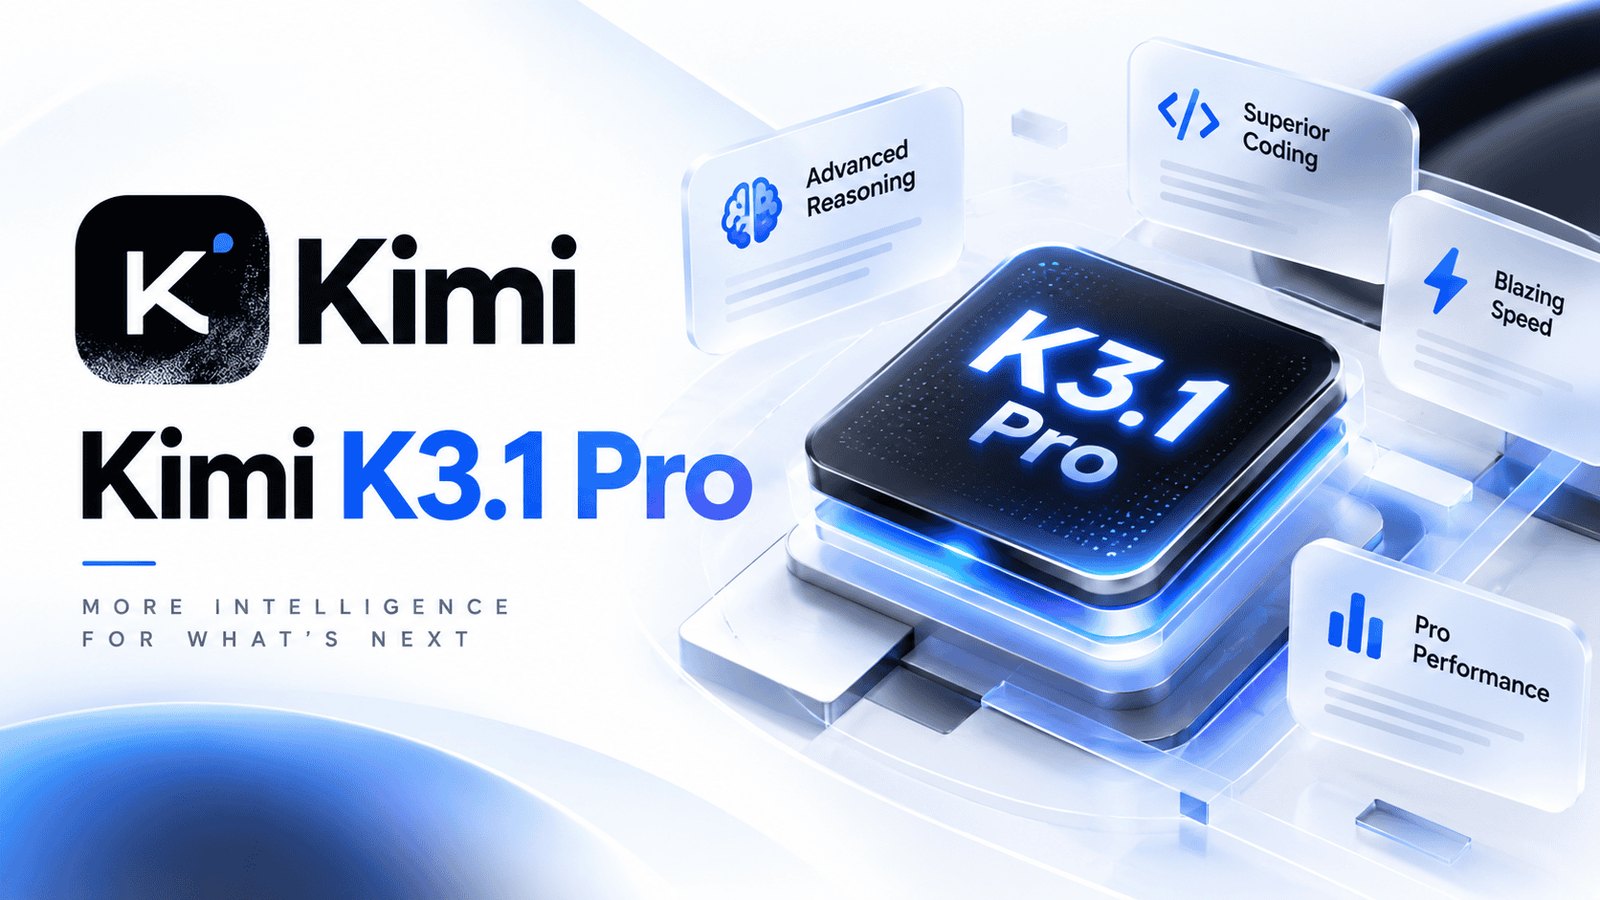 K
Kimi
Kimi K3.1 Pro
MORE INTELLIGENCE
FOR WHAT'S NEXT
Advanced
Reasoning
</>
Superior
Coding
Blazing
Speed
K3.1
Pro
Pro
Performance